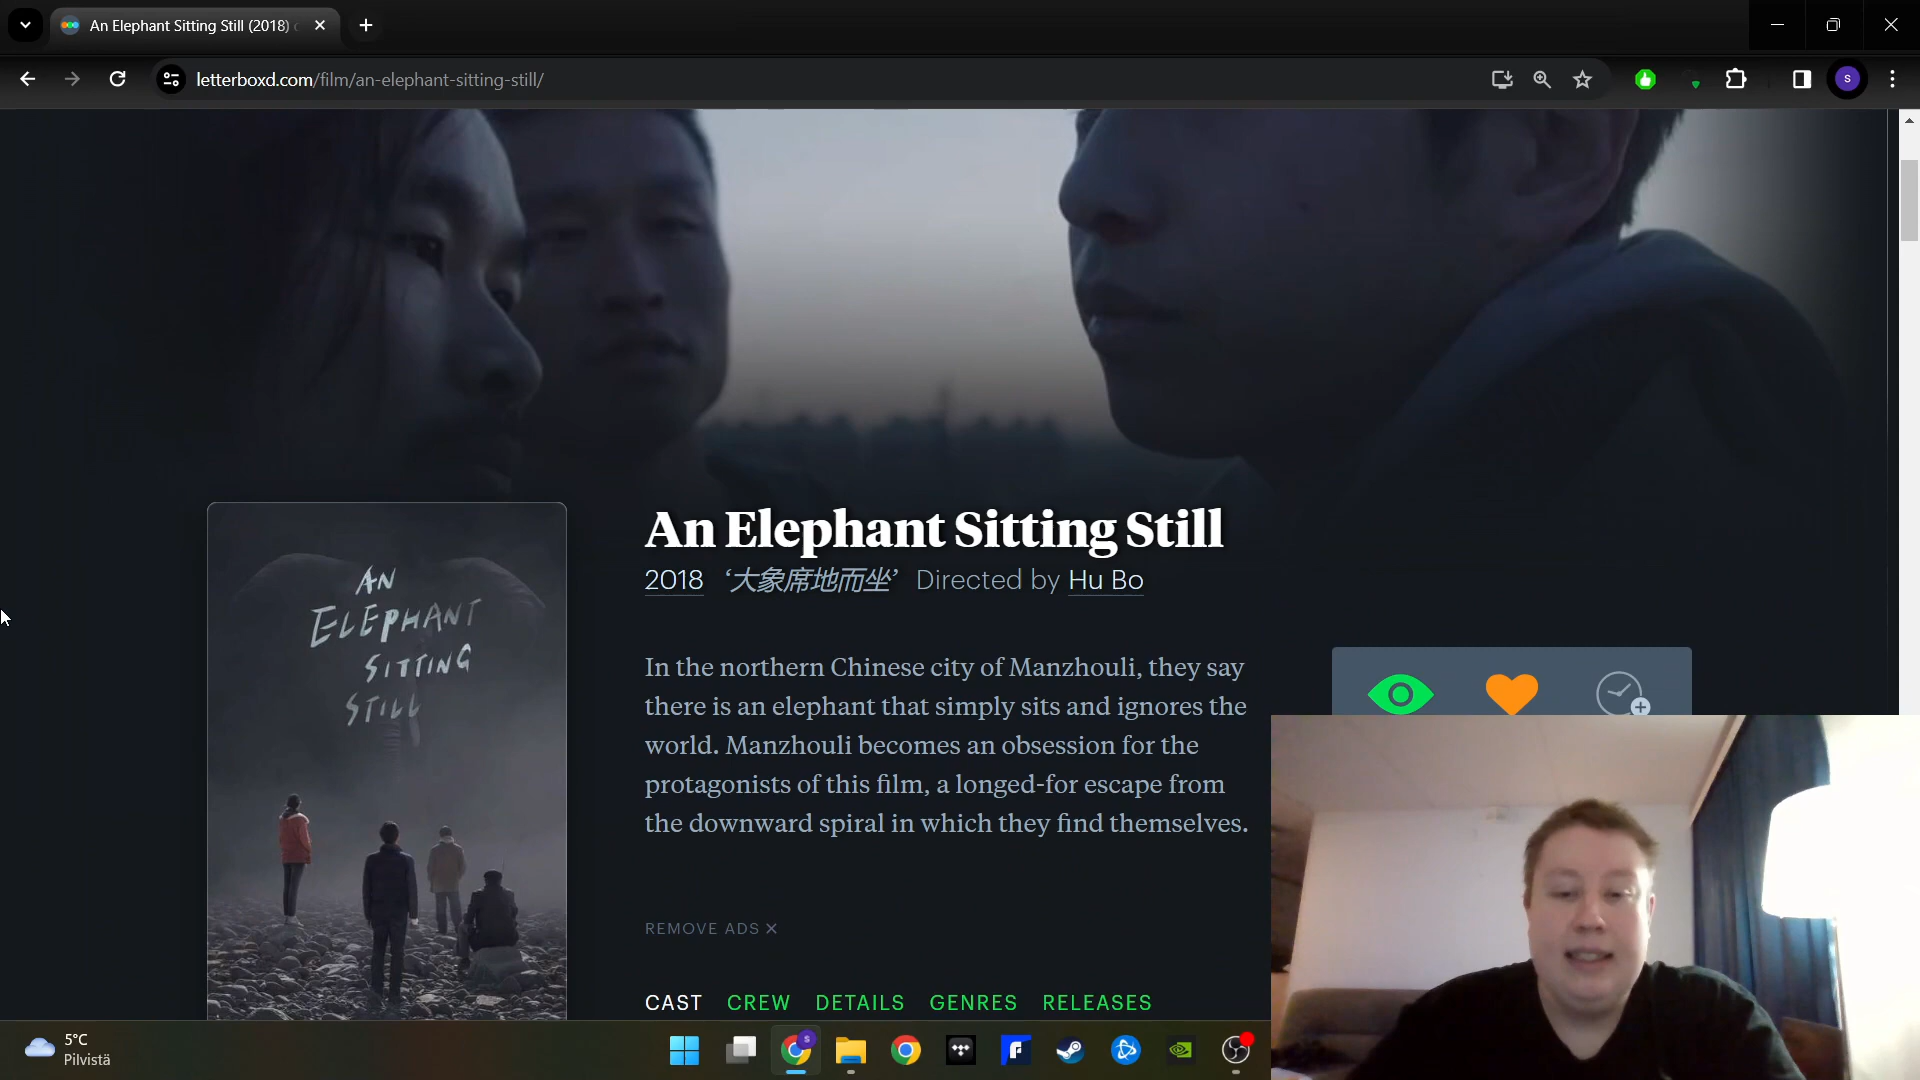 An Elephant Sitting Still (2018)
letterboxd.com/film/an-elephant-sitting-still/
S
AN
ELEPHANT
SITTING
STILL
An Elephant Sitting Still
2018 ‘大象席地而坐’ Directed by Hu Bo
In the northern Chinese city of Manzhouli, they say
there is an elephant that simply sits and ignores the
world. Manzhouli becomes an obsession for the
protagonists of this film, a longed-for escape from
the downward spiral in which they find themselves.
REMOVE ADS ×
CAST CREW DETAILS GENRES RELEASES
5°C
Pilvistä